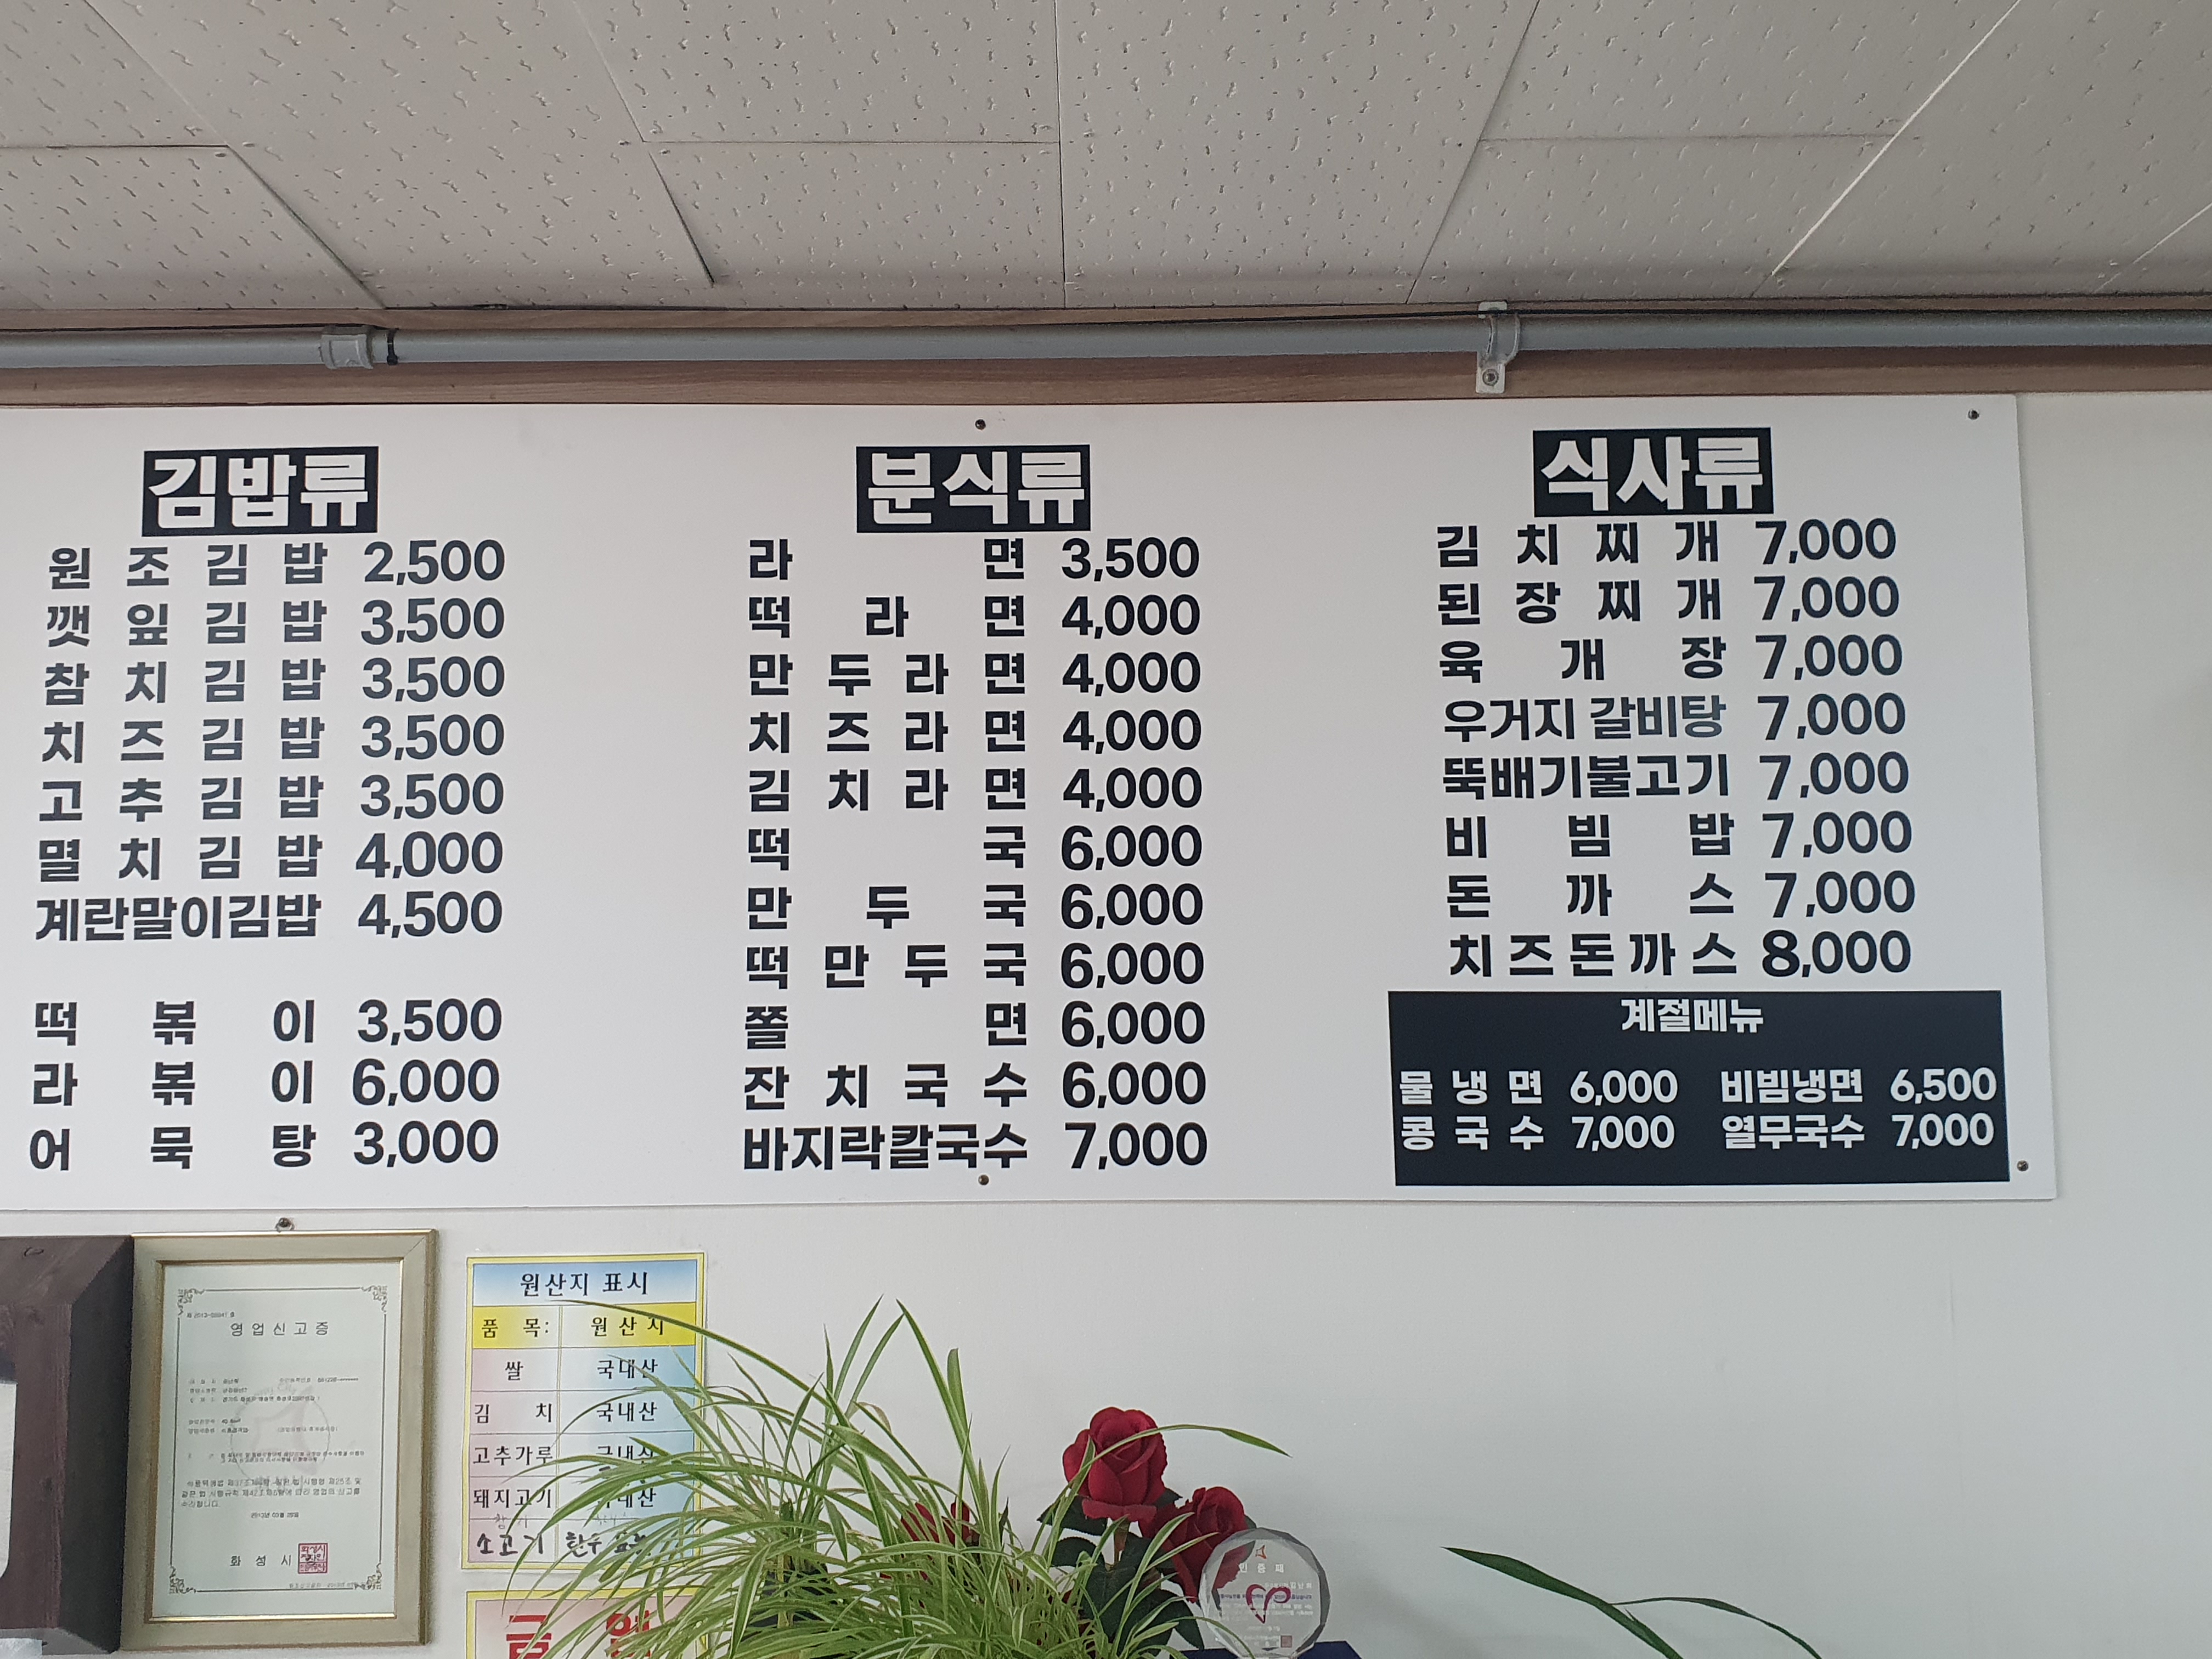 김밥류
원조김밥 2,500
깻잎김밥 3,500
참치김밥 3,500
치즈김밥 3,500
고추김밥 3,500
멸치김밥 4,000
계란말이김밥 4,500
떡볶이 3,500
라볶이 6,000
어묵탕 3,000
분식류
라면 3,500
떡라면 4,000
만두라면 4,000
치즈라면 4,000
김치라면 4,000
떡국 6,000
만두국 6,000
떡만두국 6,000
쫄면 6,000
잔치국수 6,000
바지락칼국수 7,000
식사류
김치찌개 7,000
된장찌개 7,000
육개장 7,000
우거지 갈비탕 7,000
뚝배기불고기 7,000
비빔밥 7,000
돈까스 7,000
치즈돈까스 8,000
계절메뉴
물냉면 6,000 비빔냉면 6,500
콩국수 7,000 열무국수 7,000
영업신고증
화성시
원산지 표시
품 목: 원산지
쌀 국내산
김치 국내산
고추가루 국내산
돼지고기 국내산
소고기
인증패